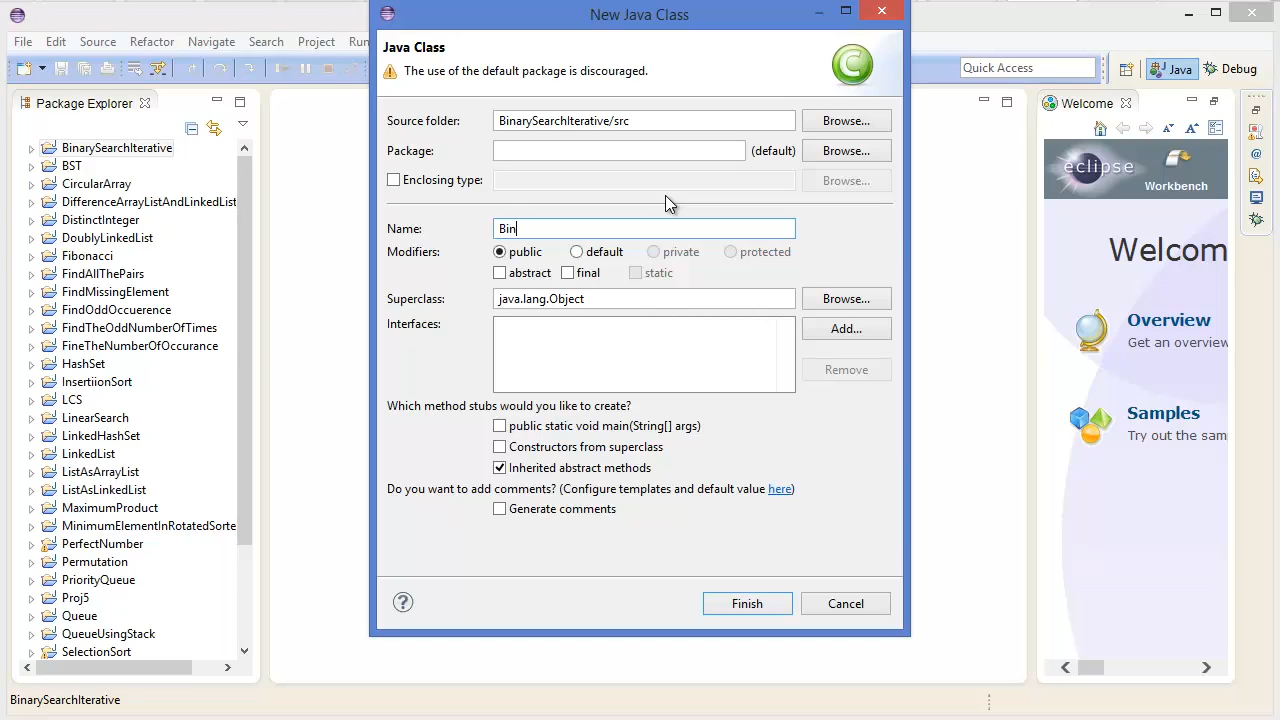 New Java Class
File Edit Source Refactor Navigate Search Project Run
Quick Access
Java
Debug
Package Explorer
BinarySearchIterative
BST
CircularArray
DifferenceArrayListAndLinkedList
DistinctInteger
DoublyLinkedList
Fibonacci
FindAllThePairs
FindMissingElement
FindOddOccuerence
FindTheOddNumberOfTimes
FineTheNumberOfOccurance
HashSet
InsertiionSort
LCS
LinearSearch
LinkedHashSet
LinkedList
ListAsArrayList
ListAsLinkedList
MaximumProduct
MinimumElementInRotatedSorte
PerfectNumber
Permutation
PriorityQueue
Proj5
Queue
QueueUsingStack
SelectionSort
BinarySearchIterative
Java Class
The use of the default package is discouraged.
Source folder: BinarySearchIterative/src Browse...
Package: (default) Browse...
Enclosing type: Browse...
Name: Bin
Modifiers: public default private protected
abstract final static
Superclass: java.lang.Object Browse...
Interfaces: Add...
Remove
Which method stubs would you like to create?
public static void main(String[] args)
Constructors from superclass
Inherited abstract methods
Do you want to add comments? (Configure templates and default value here)
Generate comments
? Finish Cancel
Welcome
eclipse
Workbench
Welcom
Overview
Get an overview
Samples
Try out the sam